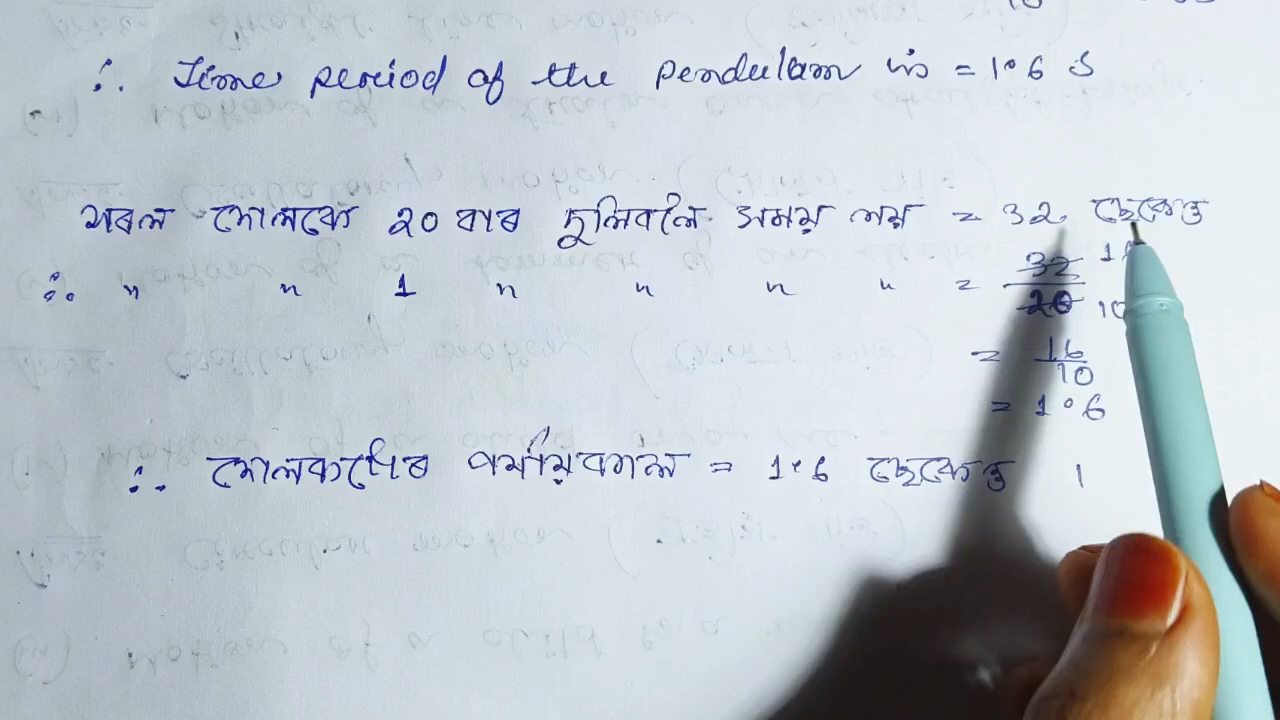 ∴ Time period of the pendulam is = 1.6 s
সৰল দোলকে 20 বাৰ দুলিবলৈ সময় লয় = 32 ছেকেণ্ড
∴ " " 1 " " " " = 32/20
= 16/10
= 1.6
∴ দোলকটোৰ পৰ্যায়কাল = 1.6 ছেকেণ্ড ।